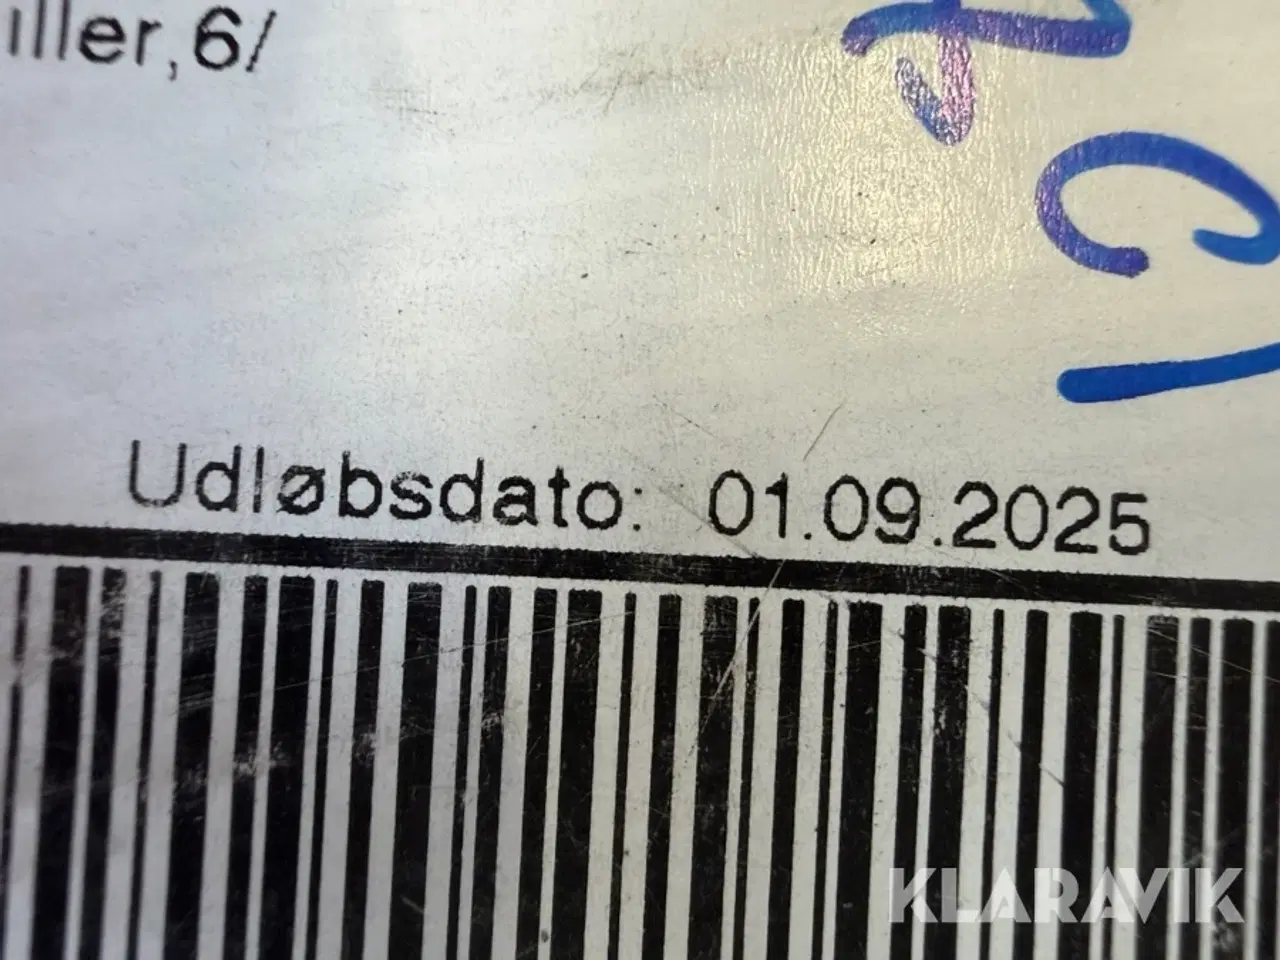 iller,6/
Udløbsdato: 01.09.2025
KLARAVIK